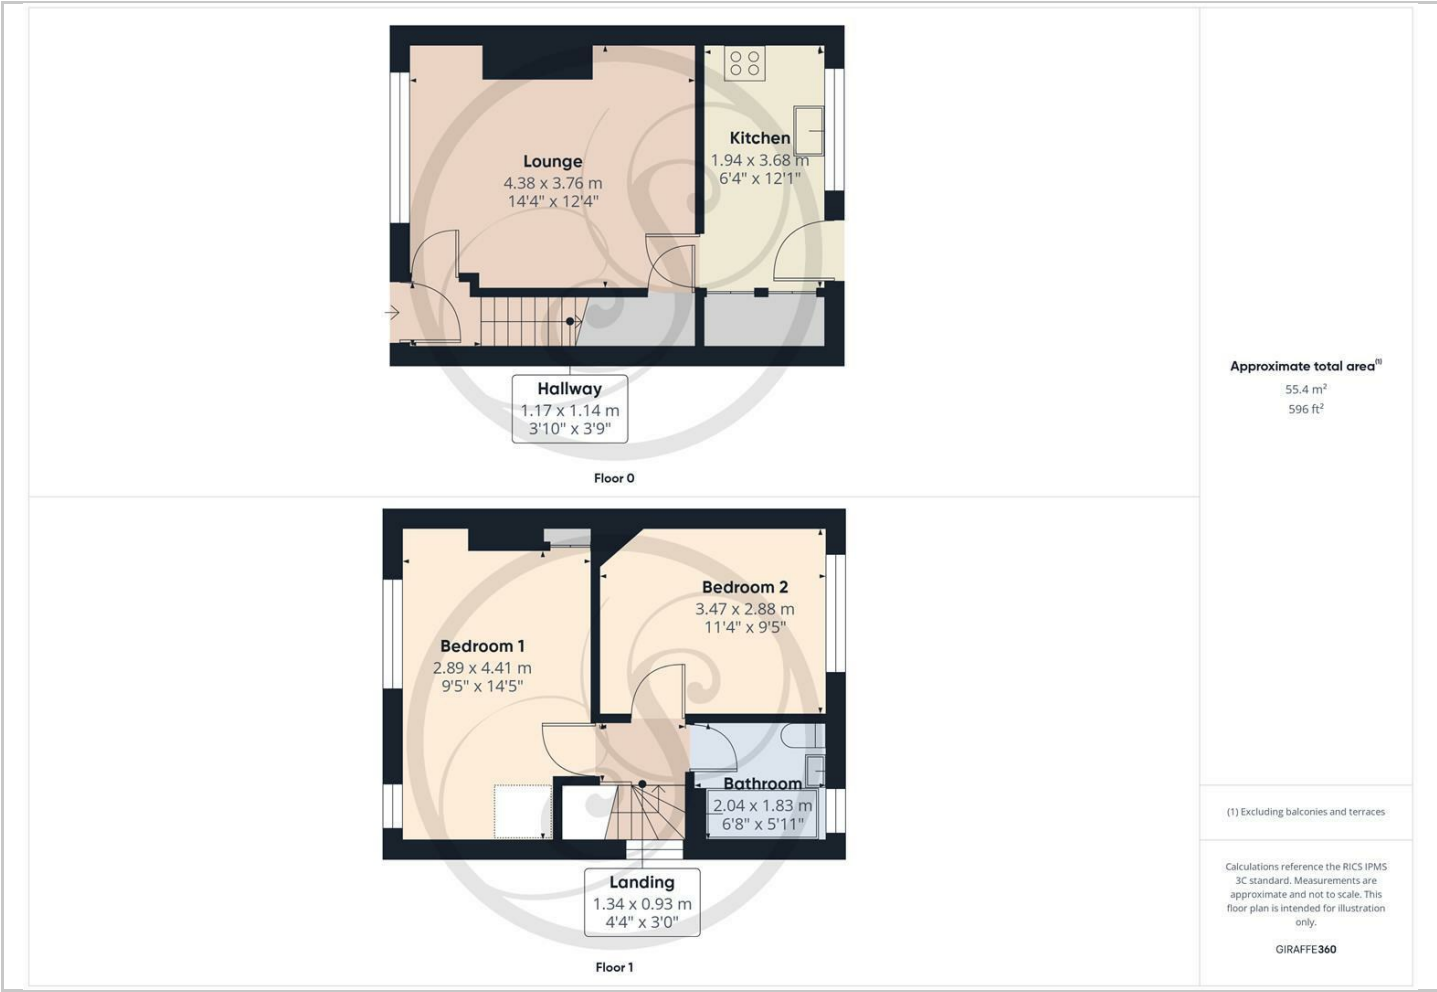 Lounge
4.38 x 3.76 m
14'4" x 12'4"
Kitchen
1.94 x 3.68 m
6'4" x 12'1"
Hallway
1.17 x 1.14 m
3'10" x 3'9"
Floor 0
Bedroom 1
2.89 x 4.41 m
9'5" x 14'5"
Bedroom 2
3.47 x 2.88 m
11'4" x 9'5"
Bathroom
2.04 x 1.83 m
6'8" x 5'11"
Landing
1.34 x 0.93 m
4'4" x 3'0"
Floor 1
Approximate total area⁽¹⁾
55.4 m²
596 ft²
(1) Excluding balconies and terraces
Calculations reference the RICS IPMS
3C standard. Measurements are
approximate and not to scale. This
floor plan is intended for illustration
only.
GIRAFFE360